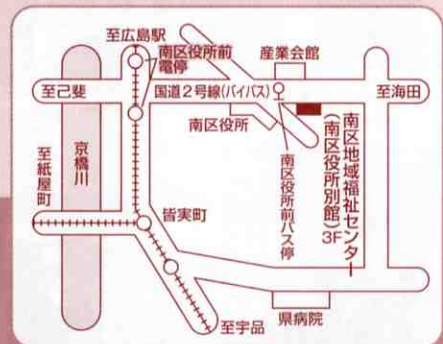 至広島駅
南区役所前
電停
産業会館
至己斐
国道2号線(バイパス)
至海田
南区役所
南区役所前バス停
南区地域福祉センター
(南区役所別館)3F
京橋川
至紙屋町
皆実町
県病院
至宇品